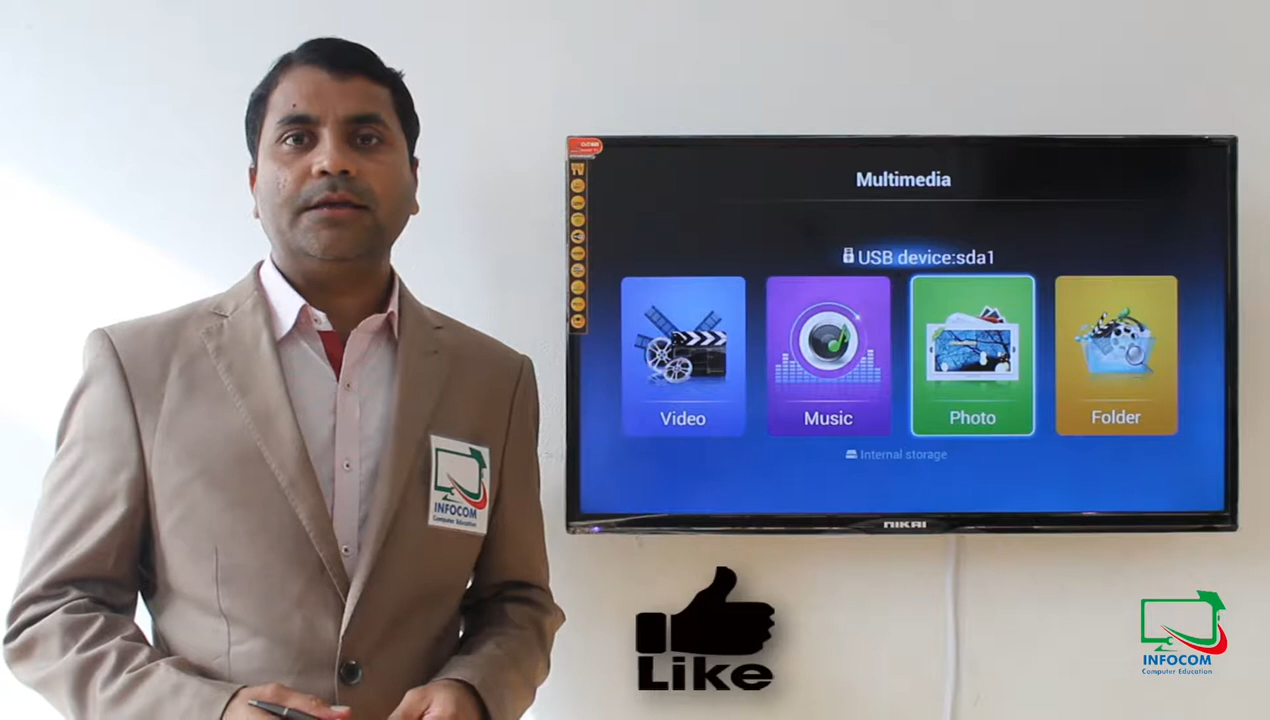 Multimedia
USB device:sda1
Video
Music
Photo
Folder
Internal storage
NIKAI
INFOCOM
Computer Education
Like
INFOCOM
Computer Education